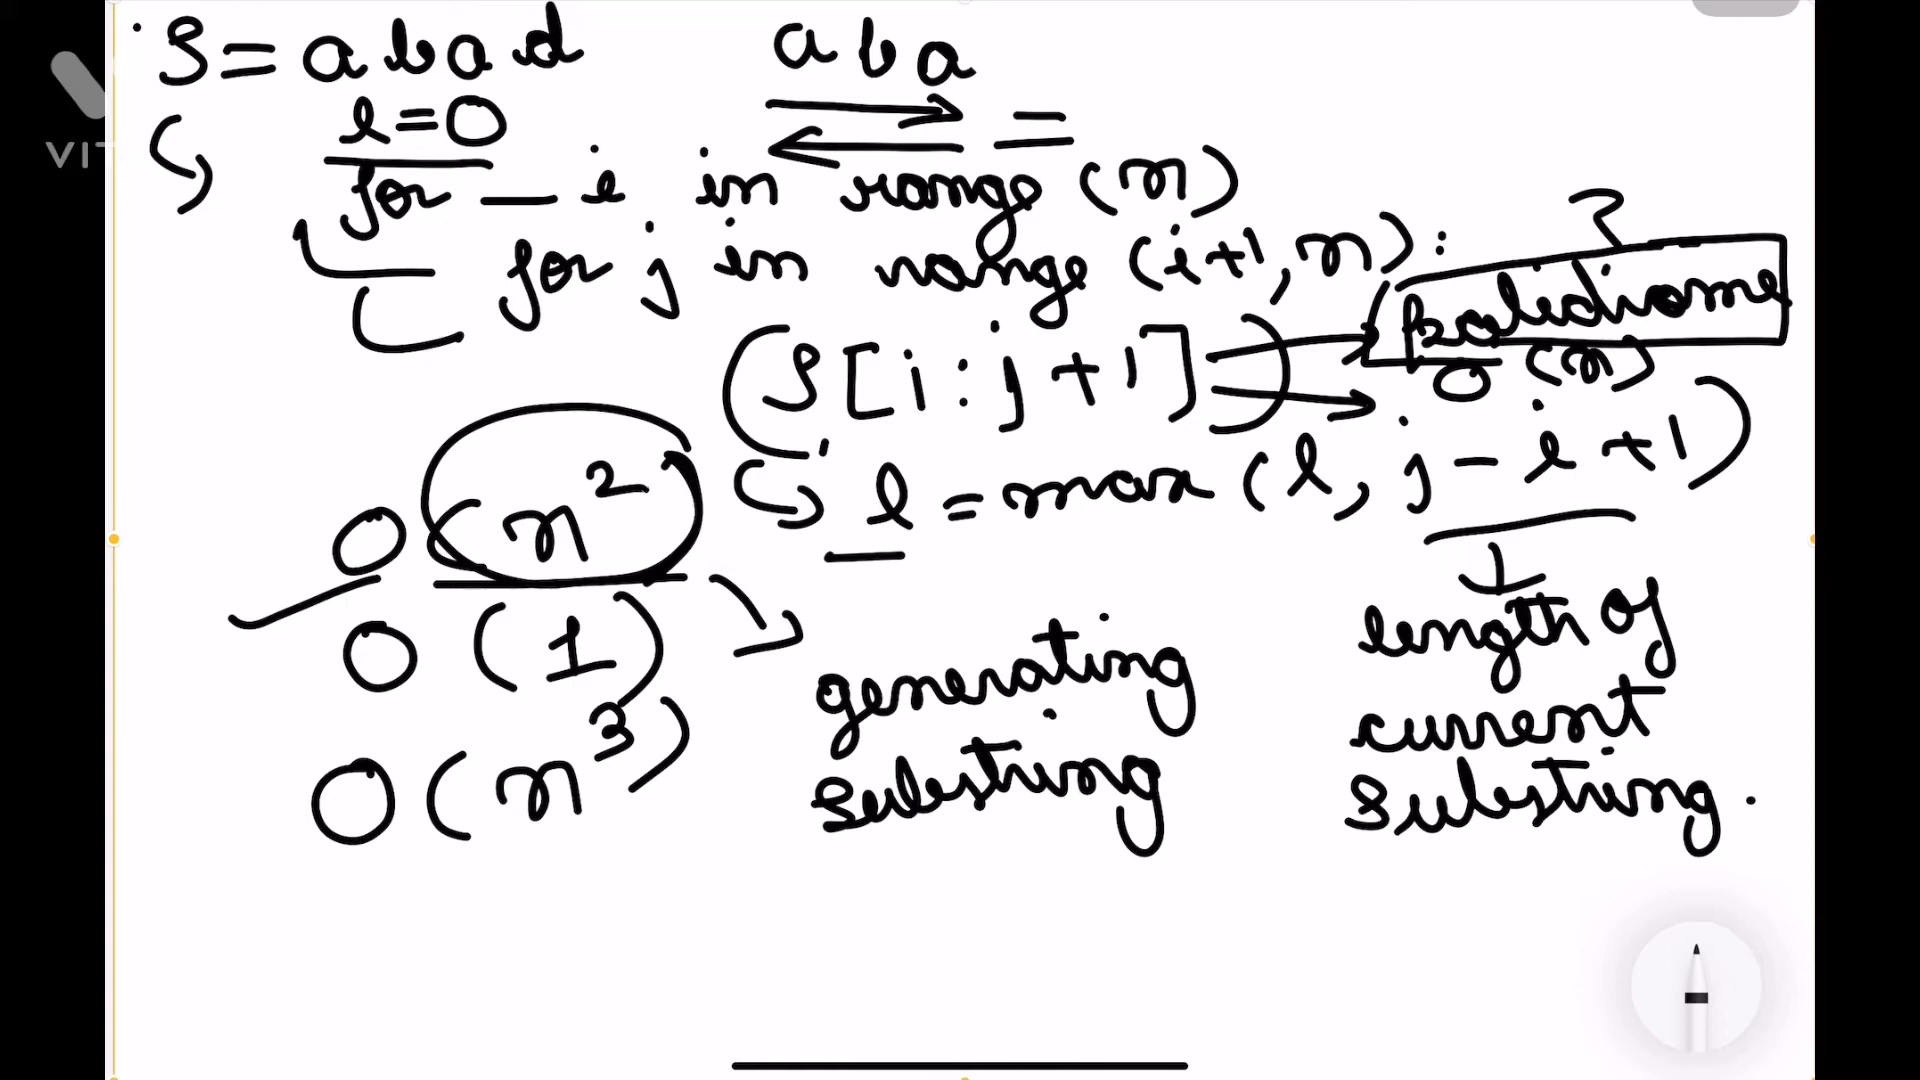 S = abad aba
l = 0 =
for i in range (n)
for j in range (i+1, n): ?
(S[i:j+1]) (palidrome
O (n)
l = max (l, j - i + 1)
O (n²)
O (1)
generating
substring
length of
current
substring.
O (n³)
VIT